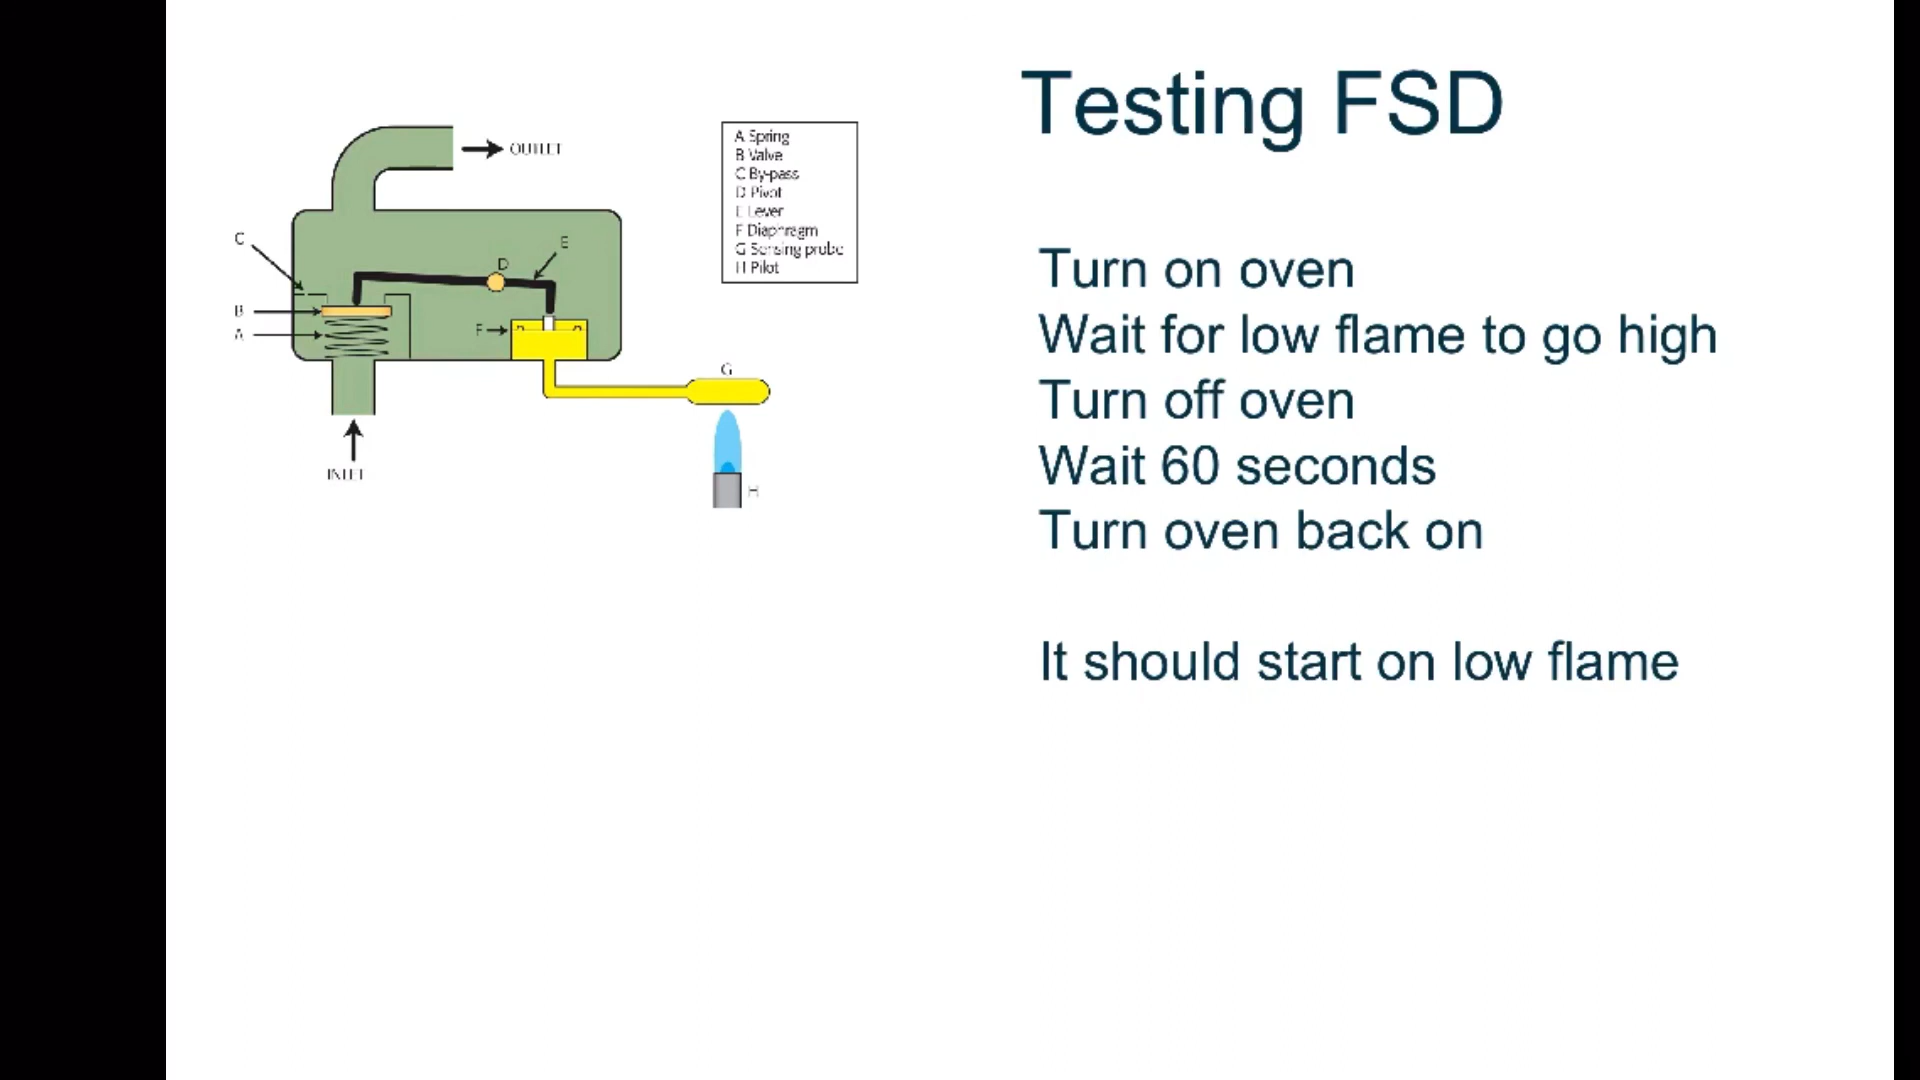 Testing FSD
OUTLET
A Spring
B Valve
C By-pass
D Pivot
E Lever
F Diaphragm
G Sensing probe
H Pilot
C
E
D
B
F
A
G
INLET
H
Turn on oven
Wait for low flame to go high
Turn off oven
Wait 60 seconds
Turn oven back on
It should start on low flame